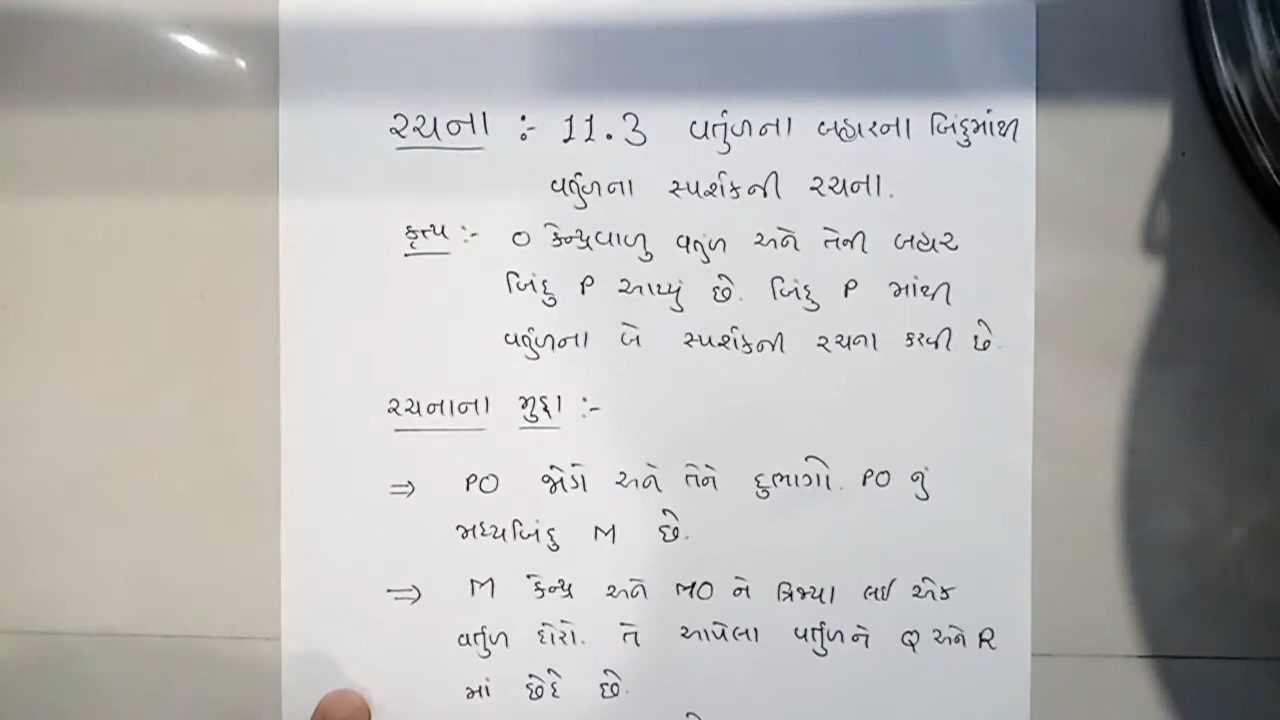 રચના :- 11.3 વર્તુળના બહારના બિંદુમાંથી
વર્તુળના સ્પર્શકની રચના.
કૃત્ય :- O કેન્દ્રવાળુ વર્તુળ અને તેની બહાર
બિંદુ P આપ્યું છે. બિંદુ P માંથી
વર્તુળના બે સ્પર્શકની રચના કરવી છે.
રચનાના મુદ્દા :-
⇒ PO જોડો અને તેને દુભાગો. PO નું
મધ્યબિંદુ M છે.
⇒ M કેન્દ્ર અને MO ને ત્રિજ્યા લઈ એક
વર્તુળ દોરો. તે આપેલા વર્તુળને Q અને R
માં છેદે છે.